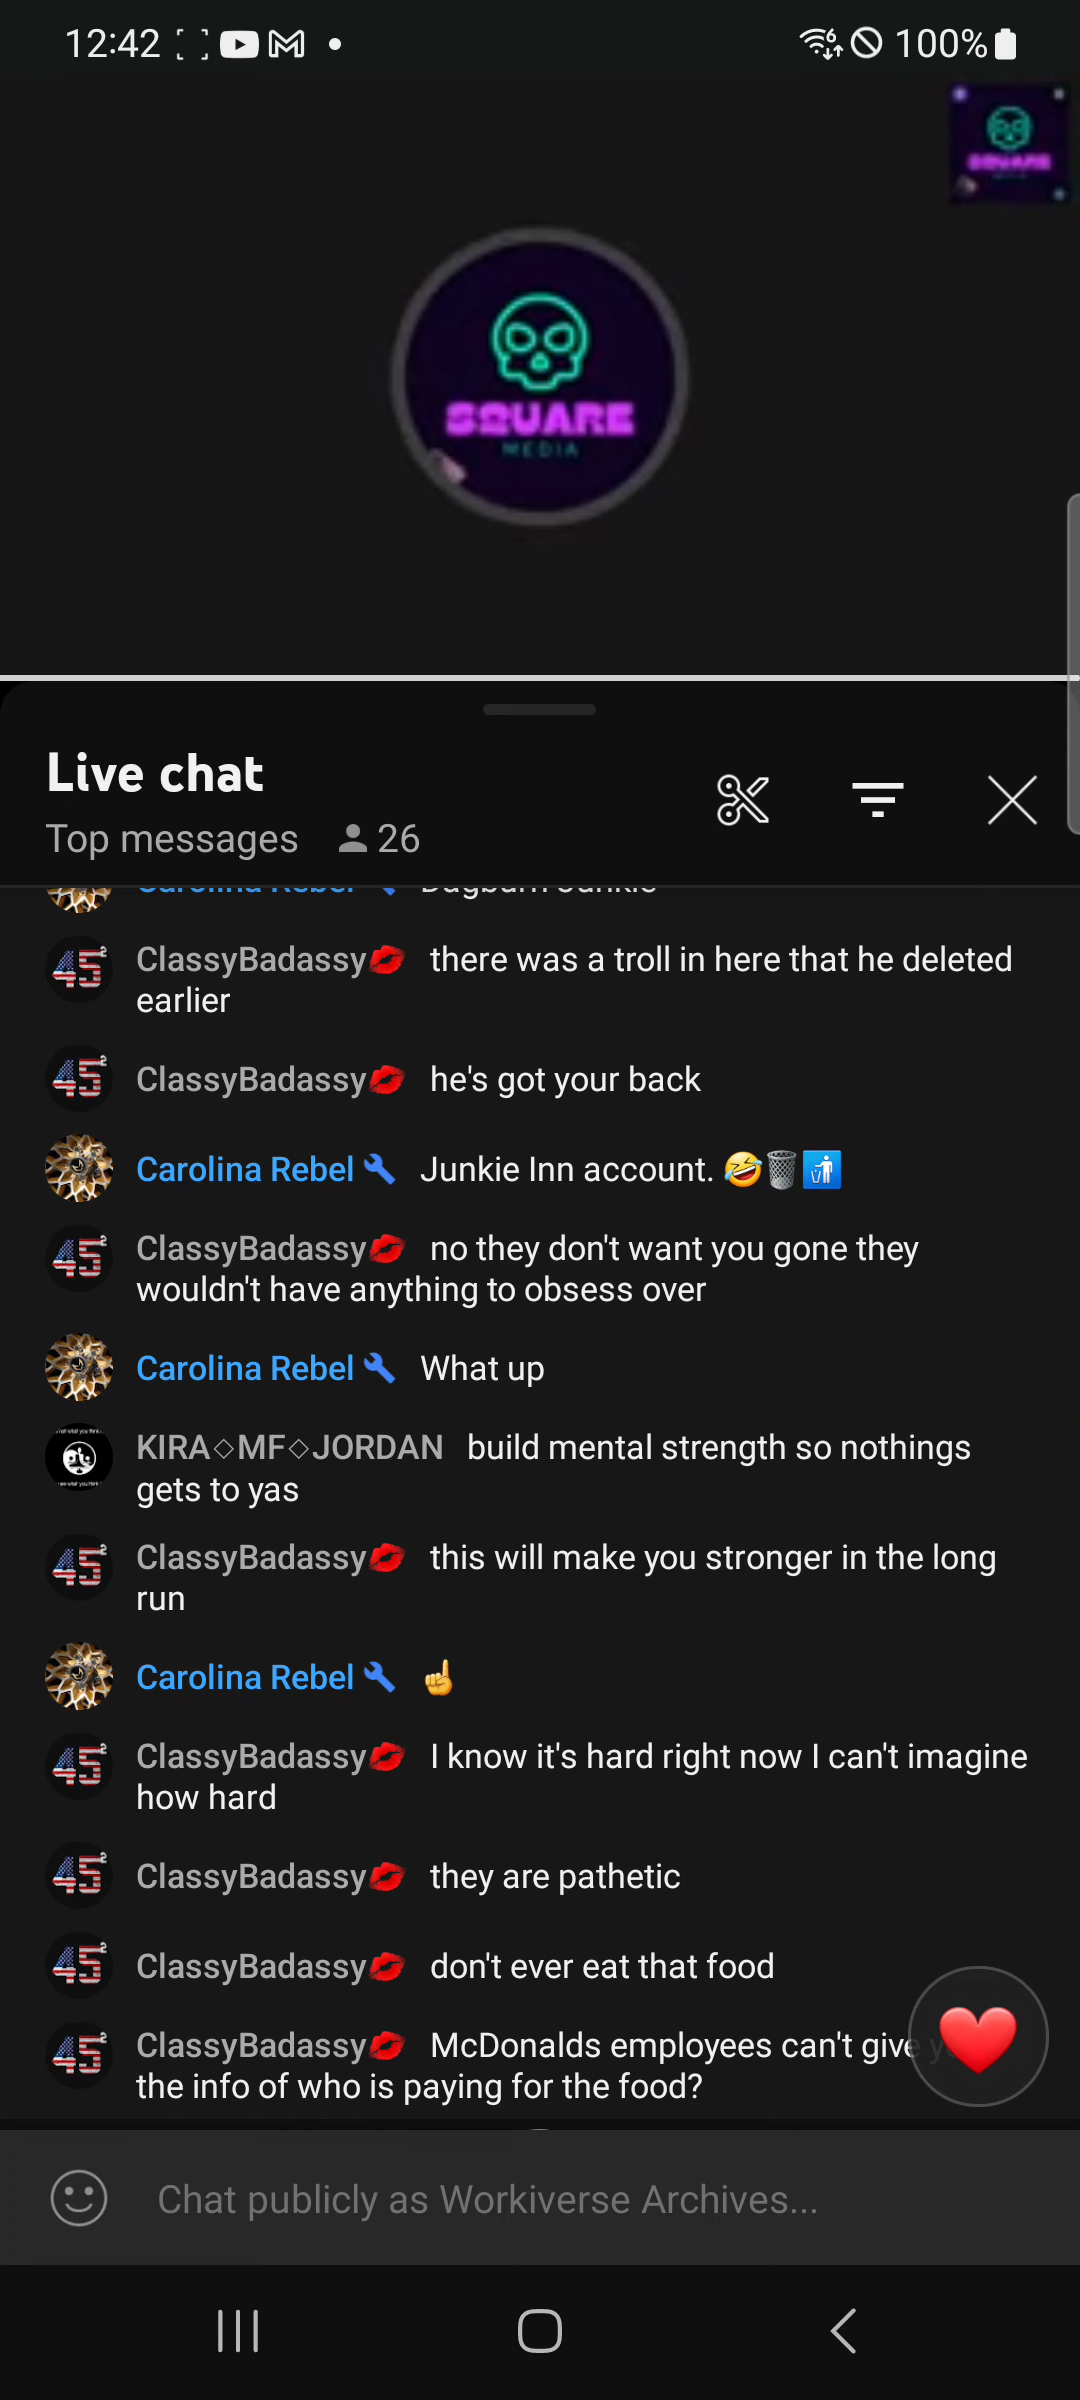 12:42
100%
SQUARE
SQUARE
MEDIA
Live chat
Top messages 26
Carolina Rebel Dagburn Junkie
ClassyBadassy💋 there was a troll in here that he deleted
earlier
ClassyBadassy💋 he's got your back
Carolina Rebel Junkie Inn account. 🤣🗑️🚮
ClassyBadassy💋 no they don't want you gone they
wouldn't have anything to obsess over
Carolina Rebel What up
KIRA◇MF◇JORDAN build mental strength so nothings
gets to yas
ClassyBadassy💋 this will make you stronger in the long
run
Carolina Rebel ☝️
ClassyBadassy💋 I know it's hard right now I can't imagine
how hard
ClassyBadassy💋 they are pathetic
ClassyBadassy💋 don't ever eat that food
ClassyBadassy💋 McDonalds employees can't give
the info of who is paying for the food?
Chat publicly as Workiverse Archives...